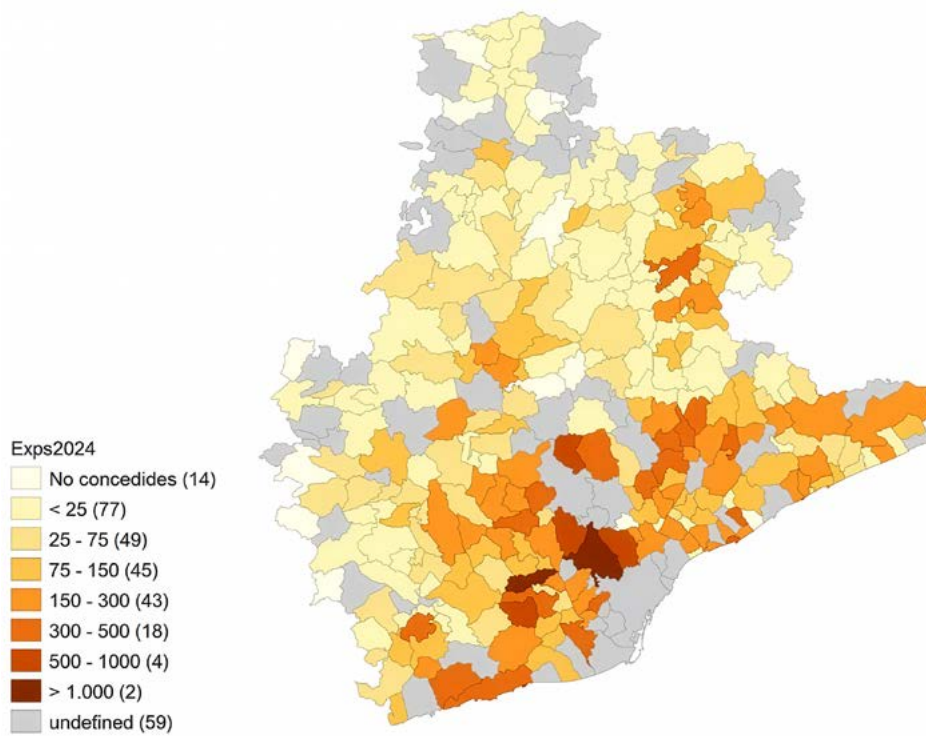 Exps2024
No concedides (14)
< 25 (77)
25 - 75 (49)
75 - 150 (45)
150 - 300 (43)
300 - 500 (18)
500 - 1000 (4)
> 1.000 (2)
undefined (59)